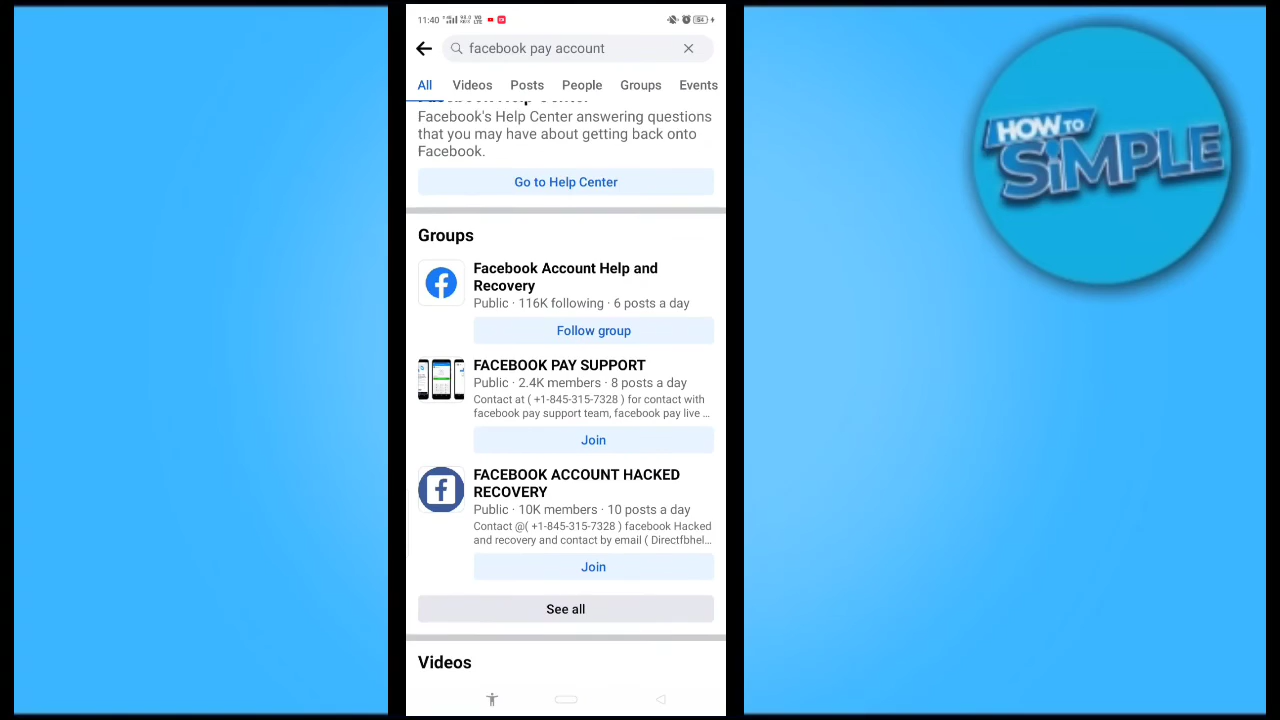 11:40
64
facebook pay account
All Videos Posts People Groups Events
Facebook Help Center
Facebook's Help Center answering questions
that you may have about getting back onto
Facebook.
Go to Help Center
Groups
Facebook Account Help and
Recovery
Public · 116K following · 6 posts a day
Follow group
FACEBOOK PAY SUPPORT
Public · 2.4K members · 8 posts a day
Contact at ( +1-845-315-7328 ) for contact with
facebook pay support team, facebook pay live ...
Join
FACEBOOK ACCOUNT HACKED
RECOVERY
Public · 10K members · 10 posts a day
Contact @( +1-845-315-7328 ) facebook Hacked
and recovery and contact by email ( Directfbhel...
Join
See all
Videos
HOW TO
SIMPLE